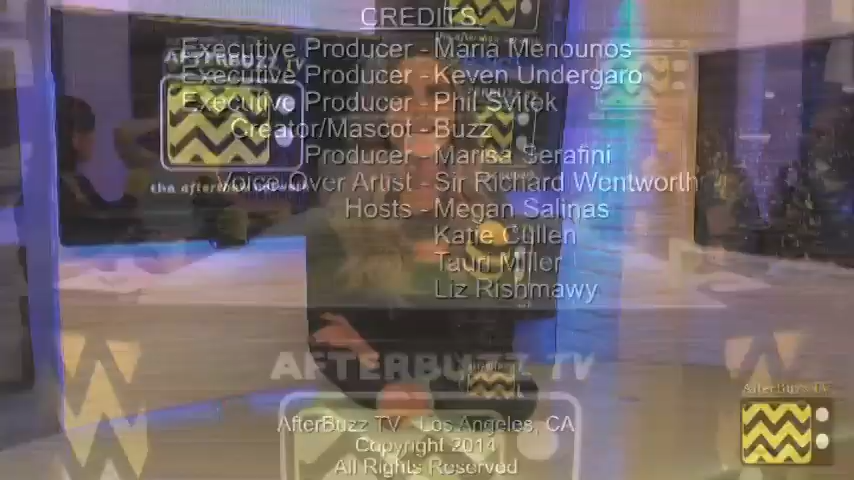 CREDITS:
Executive Producer - Maria Menounos
Executive Producer - Keven Undergaro
Executive Producer - Phil Svitek
Creator/Mascot - Buzz
Producer - Marisa Serafini
Voice Over Artist - Sir Richard Wentworth
Hosts - Megan Salinas
Katie Cullen
Tauri Miller
Liz Rishmawy
AFTERBUZZ TV
AFTERBUZZ TV
AfterBuzz TV
AfterBuzz TV - Los Angeles, CA
Copyright 2014
All Rights Reserved